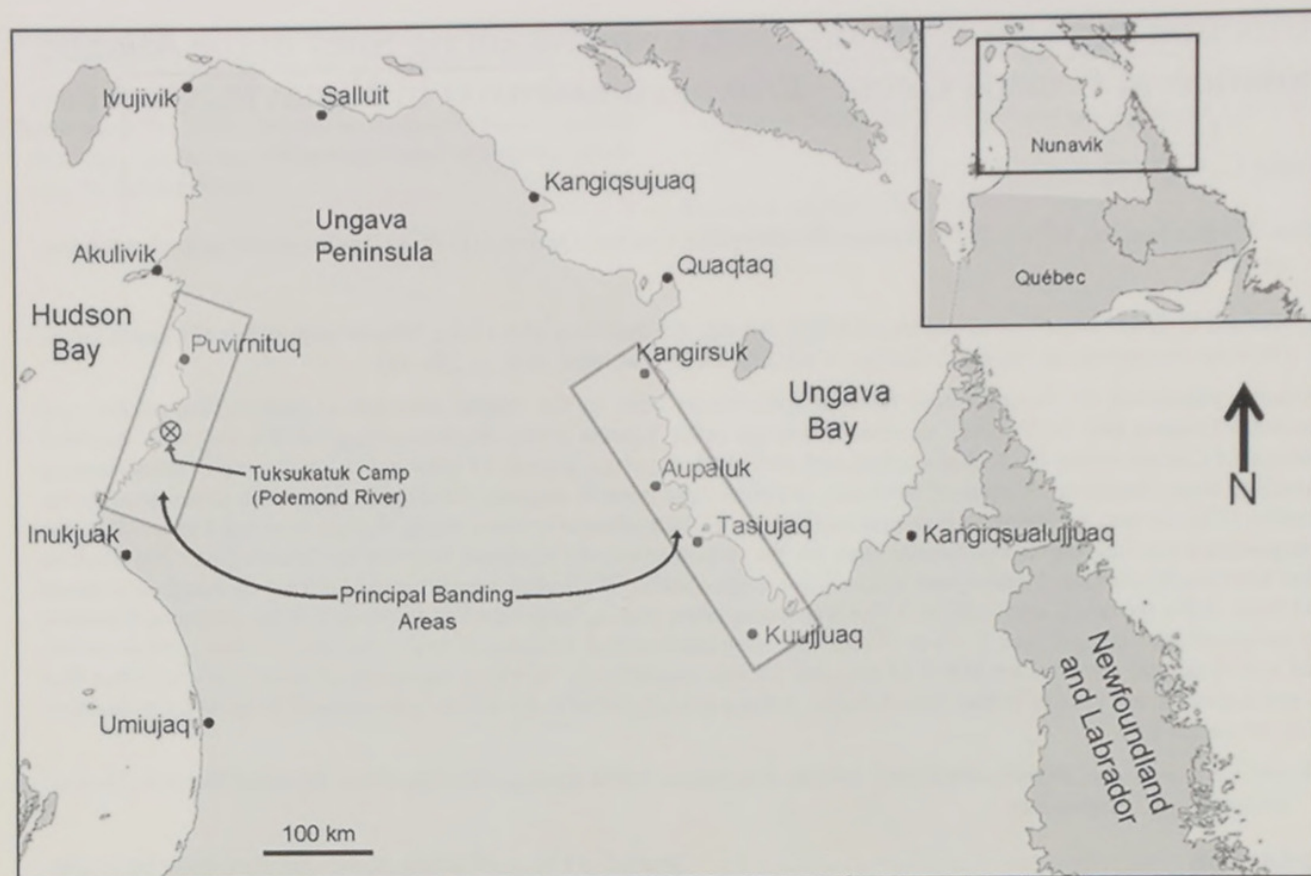 Ivujivik
Salluit
Nunavik
Kangiqsujuaq
Ungava
Peninsula
Akulivik
Quaqtaq
Québec
Hudson
Bay
Puvirnituq
Kangirsuk
Ungava
Bay
Tuksukatuk Camp
(Polemond River)
Aupaluk
N
Inukjuak
Tasiujaq
Kangiqsualujjuaq
Principal Banding
Areas
Kuujjuaq
Newfoundland
and Labrador
Umiujaq
100 km